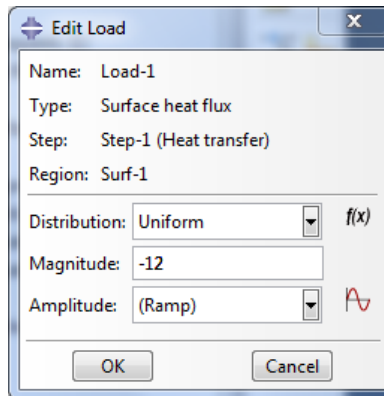 Edit Load
X
Name: Load-1
Type: Surface heat flux
Step: Step-1 (Heat transfer)
Region: Surf-1
Distribution: Uniform f(x)
Magnitude: -12
Amplitude: (Ramp)
OK Cancel